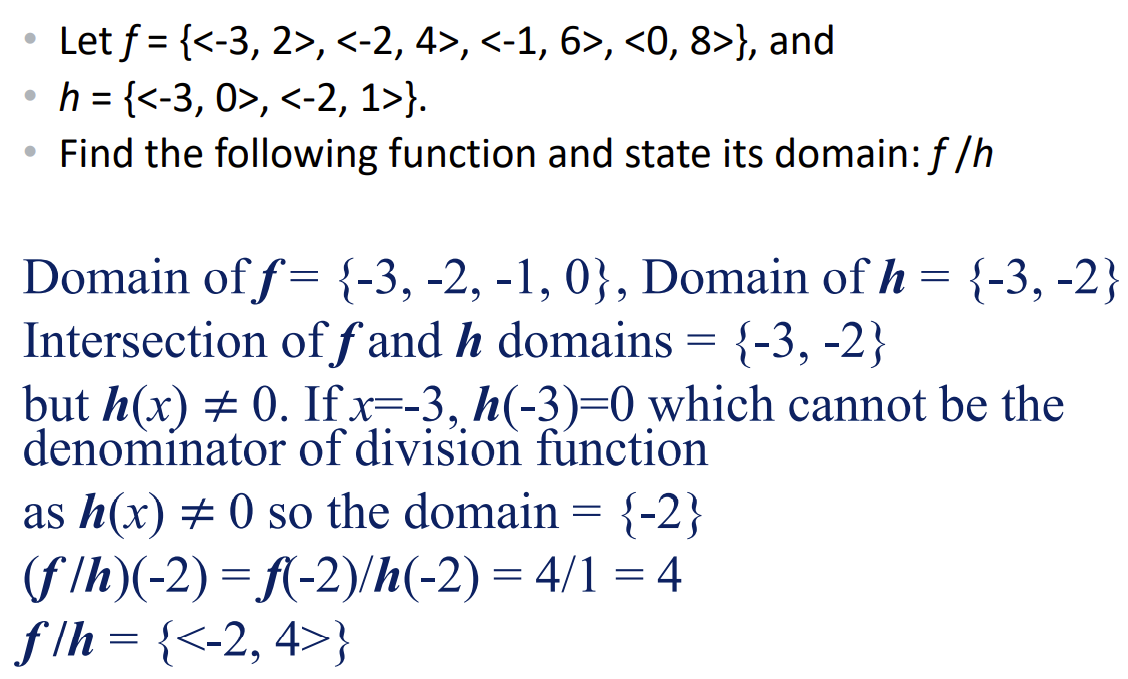 • Let f = {<-3, 2>, <-2, 4>, <-1, 6>, <0, 8>}, and
• h = {<-3, 0>, <-2, 1>}.
• Find the following function and state its domain: f /h
Domain of f = {-3, -2, -1, 0}, Domain of h = {-3, -2}
Intersection of f and h domains = {-3, -2}
but h(x) ≠ 0. If x=-3, h(-3)=0 which cannot be the
denominator of division function
as h(x) ≠ 0 so the domain = {-2}
(f /h)(-2) = f(-2)/h(-2) = 4/1 = 4
f /h = {<-2, 4>}